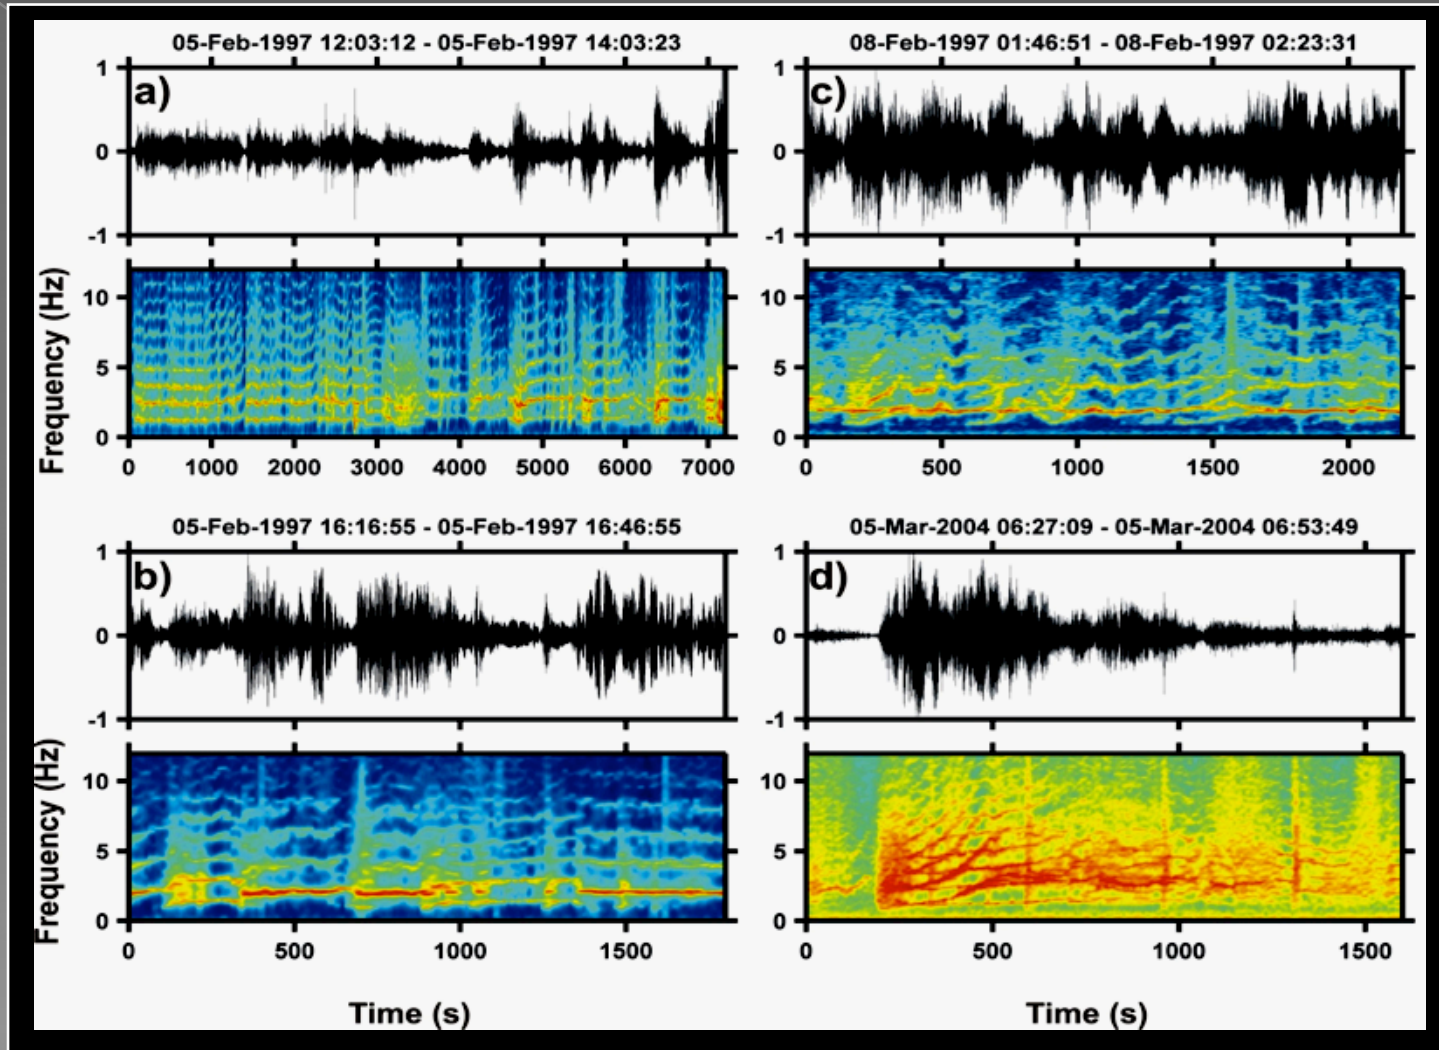 05-Feb-1997 12:03:12 - 05-Feb-1997 14:03:23
a)
1
0
-1
Frequency (Hz)
10
5
0
0 1000 2000 3000 4000 5000 6000 7000
08-Feb-1997 01:46:51 - 08-Feb-1997 02:23:31
c)
1
0
-1
10
5
0
0 500 1000 1500 2000
05-Feb-1997 16:16:55 - 05-Feb-1997 16:46:55
b)
1
0
-1
Frequency (Hz)
10
5
0
0 500 1000 1500
Time (s)
05-Mar-2004 06:27:09 - 05-Mar-2004 06:53:49
d)
1
0
-1
10
5
0
0 500 1000 1500
Time (s)